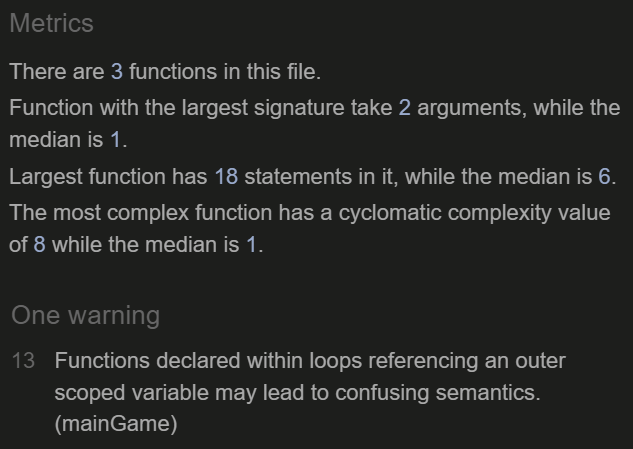 Metrics
There are 3 functions in this file.
Function with the largest signature take 2 arguments, while the
median is 1.
Largest function has 18 statements in it, while the median is 6.
The most complex function has a cyclomatic complexity value
of 8 while the median is 1.
One warning
13 Functions declared within loops referencing an outer
scoped variable may lead to confusing semantics.
(mainGame)